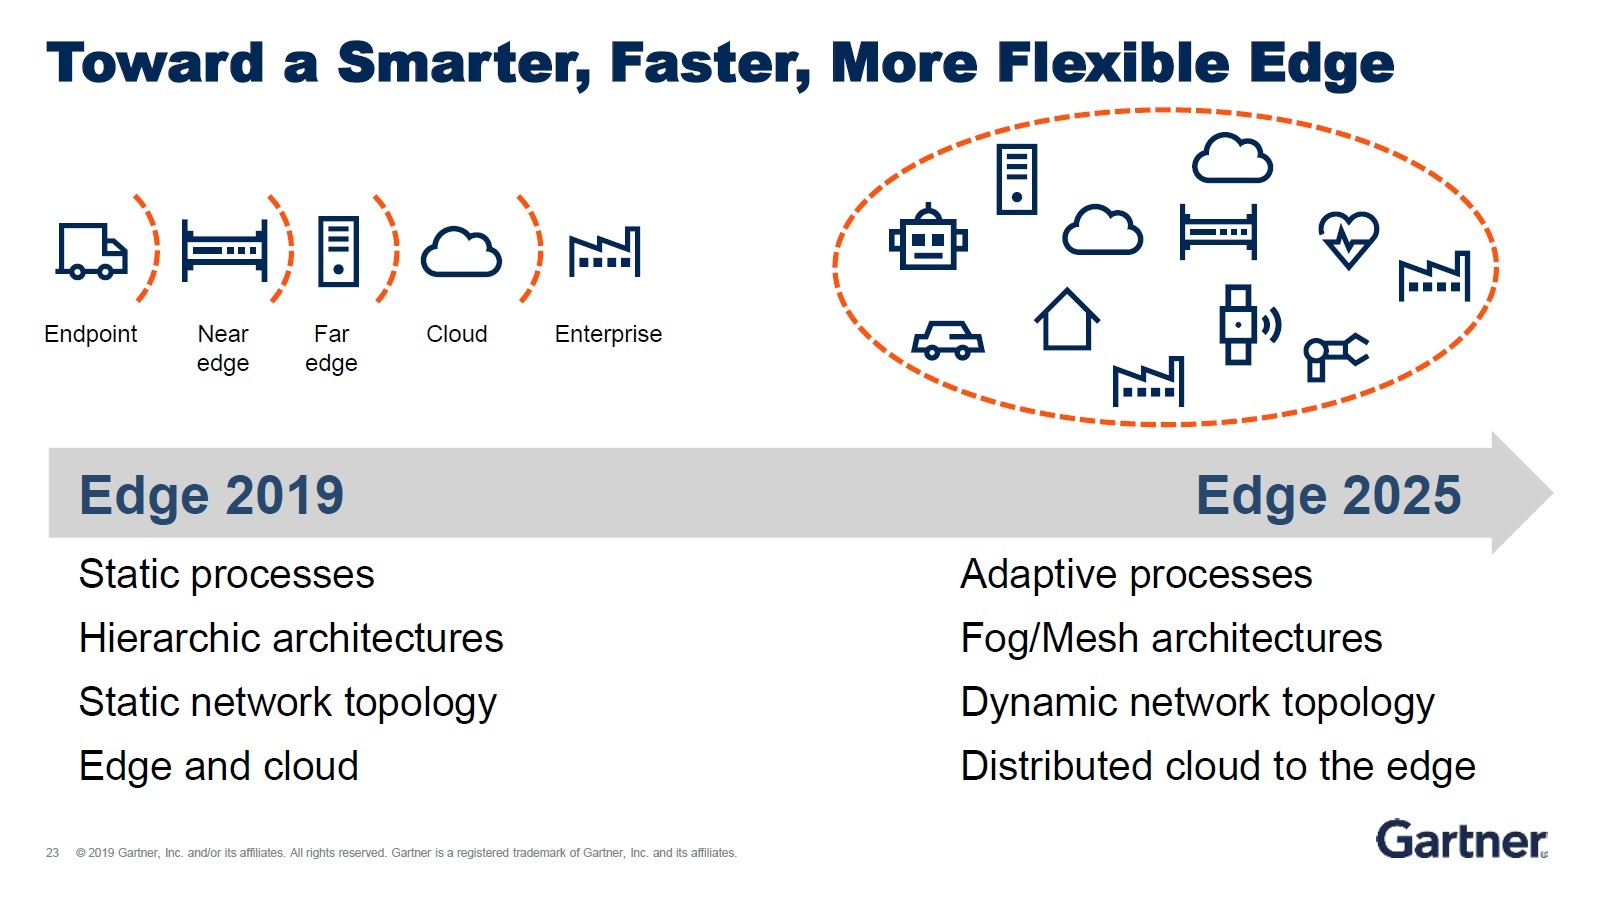 Toward a Smarter, Faster, More Flexible Edge
Endpoint
Near
edge
Far
edge
Cloud
Enterprise
Edge 2019
Edge 2025
Static processes
Hierarchic architectures
Static network topology
Edge and cloud
Adaptive processes
Fog/Mesh architectures
Dynamic network topology
Distributed cloud to the edge
23 © 2019 Gartner, Inc. and/or its affiliates. All rights reserved. Gartner is a registered trademark of Gartner, Inc. and its affiliates.
Gartner